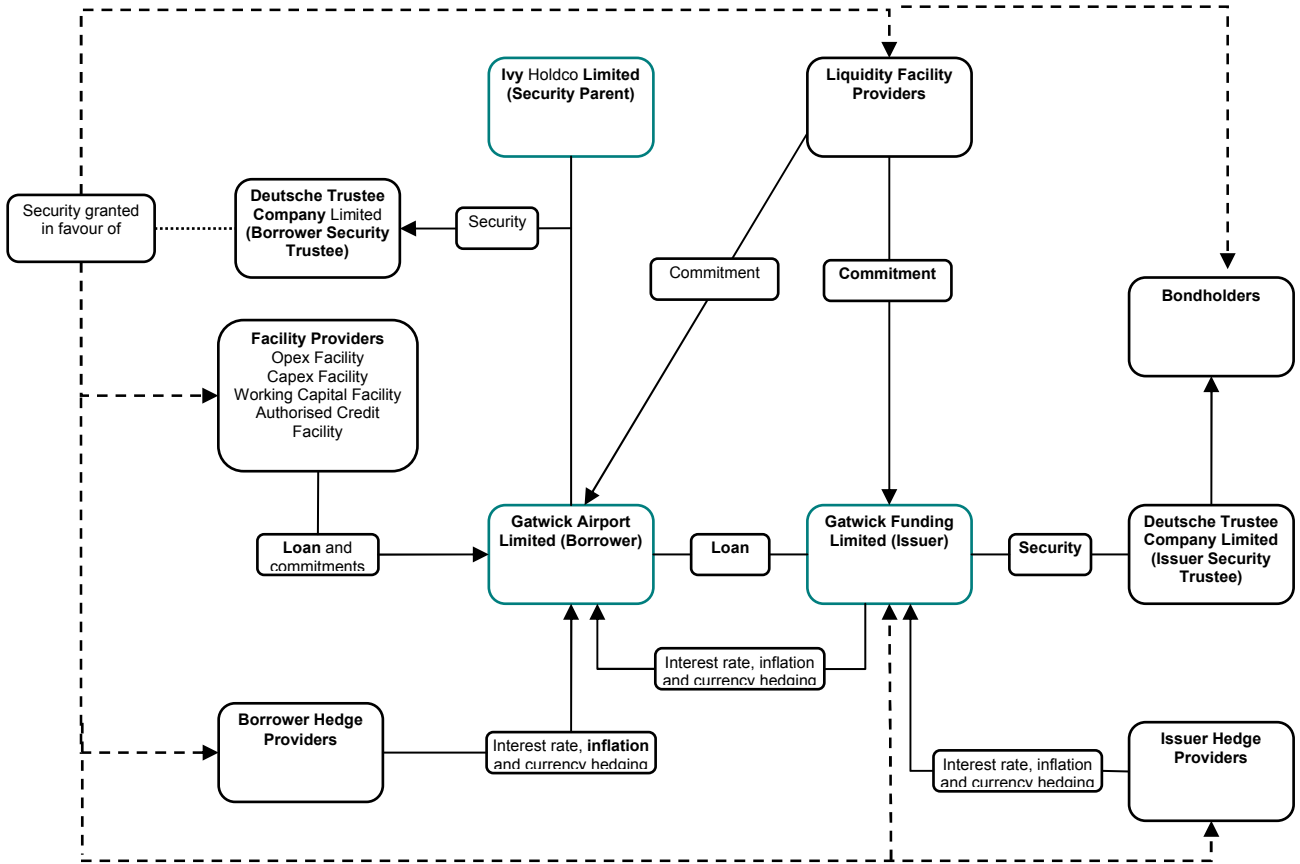 Ivy Holdco Limited
(Security Parent)
Liquidity Facility
Providers
Security granted
in favour of
Deutsche Trustee
Company Limited
(Borrower Security
Trustee)
Security
Commitment
Commitment
Bondholders
Facility Providers
Opex Facility
Capex Facility
Working Capital Facility
Authorised Credit
Facility
Gatwick Airport
Limited (Borrower)
Loan
Gatwick Funding
Limited (Issuer)
Security
Deutsche Trustee
Company Limited
(Issuer Security
Trustee)
Loan and
commitments
Interest rate, inflation
and currency hedging
Borrower Hedge
Providers
Interest rate, inflation
and currency hedging
Interest rate, inflation
and currency hedging
Issuer Hedge
Providers